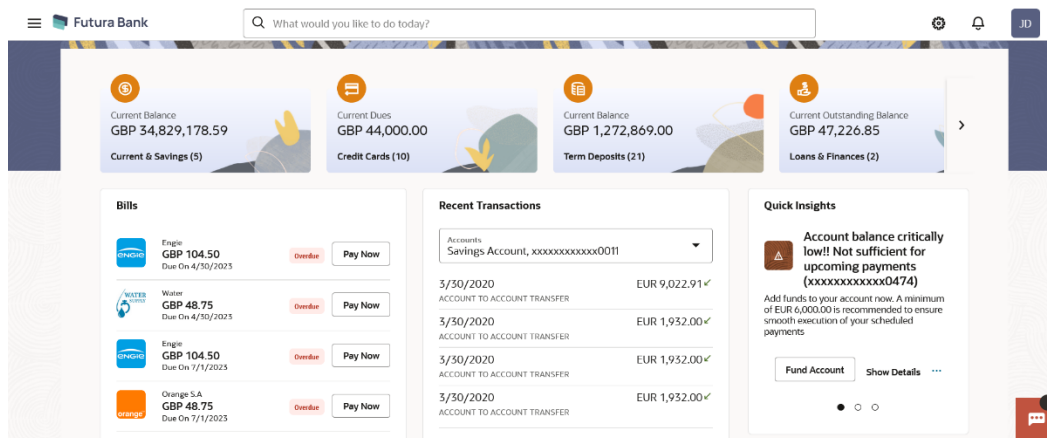 Futura Bank
What would you like to do today?
JD
Current Balance
GBP 34,829,178.59
Current & Savings (5)
Current Dues
GBP 44,000.00
Credit Cards (10)
Current Balance
GBP 1,272,869.00
Term Deposits (21)
Current Outstanding Balance
GBP 47,226.85
Loans & Finances (2)
Bills
ENGIE
Engie
GBP 104.50
Due On 4/30/2023
Overdue
Pay Now
WATER
SUPPLY
Water
GBP 48.75
Due On 4/30/2023
Overdue
Pay Now
ENGIE
Engie
GBP 104.50
Due On 7/1/2023
Overdue
Pay Now
orange
Orange S.A
GBP 48.75
Due On 7/1/2023
Overdue
Pay Now
Recent Transactions
Accounts
Savings Account, xxxxxxxxxxxx0011
3/30/2020 EUR 9,022.91
ACCOUNT TO ACCOUNT TRANSFER
3/30/2020 EUR 1,932.00
ACCOUNT TO ACCOUNT TRANSFER
3/30/2020 EUR 1,932.00
ACCOUNT TO ACCOUNT TRANSFER
3/30/2020 EUR 1,932.00
ACCOUNT TO ACCOUNT TRANSFER
Quick Insights
Account balance critically
low!! Not sufficient for
upcoming payments
(xxxxxxxxxxxx0474)
Add funds to your account now. A minimum
of EUR 6,000.00 is recommended to ensure
smooth execution of your scheduled
payments
Fund Account
Show Details